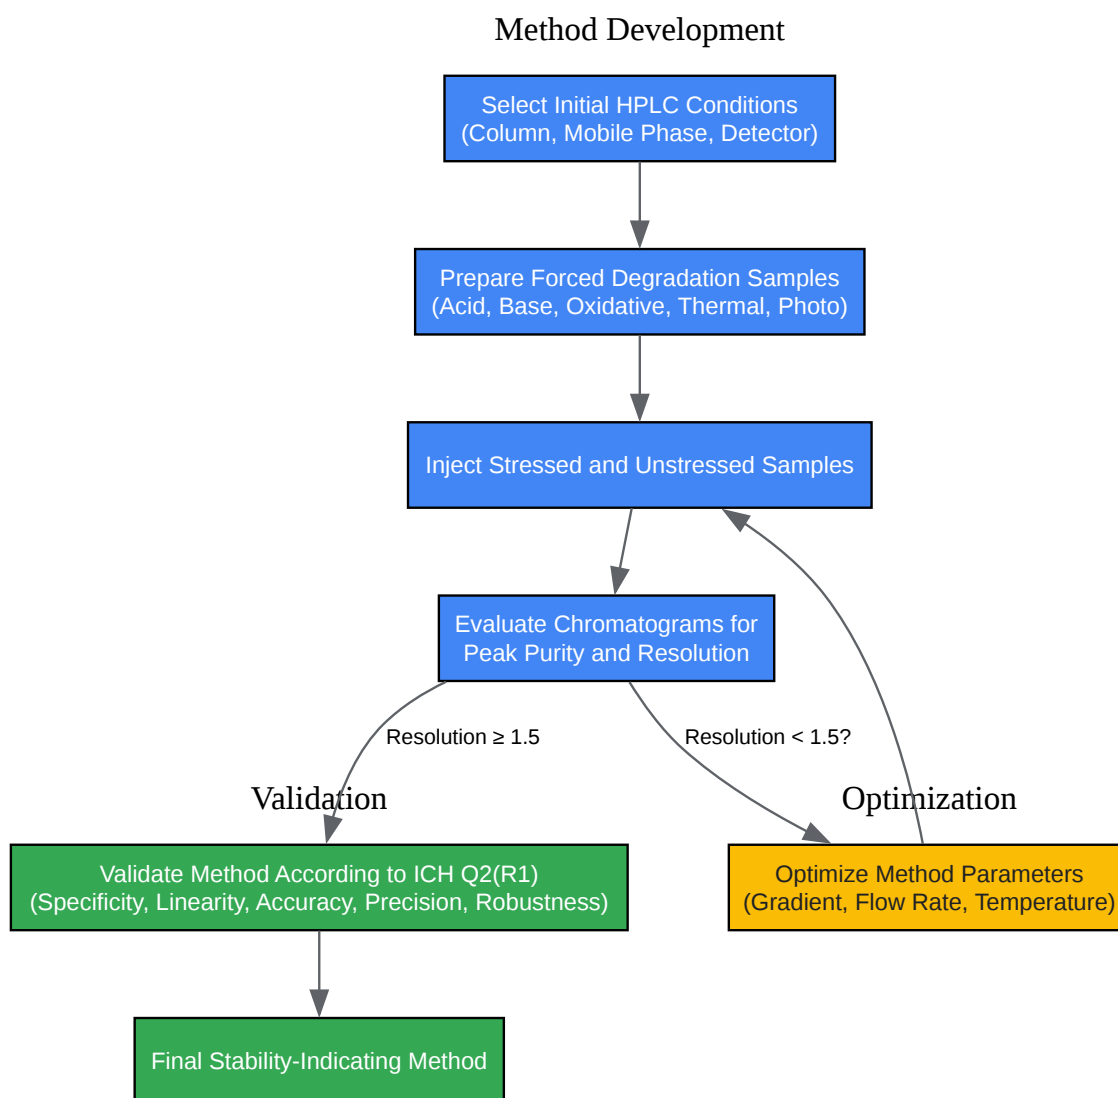 Method Development
Select Initial HPLC Conditions
(Column, Mobile Phase, Detector)
Prepare Forced Degradation Samples
(Acid, Base, Oxidative, Thermal, Photo)
Inject Stressed and Unstressed Samples
Evaluate Chromatograms for
Peak Purity and Resolution
Resolution ≥ 1.5
Resolution < 1.5?
Validation
Optimization
Validate Method According to ICH Q2(R1)
(Specificity, Linearity, Accuracy, Precision, Robustness)
Optimize Method Parameters
(Gradient, Flow Rate, Temperature)
Final Stability-Indicating Method